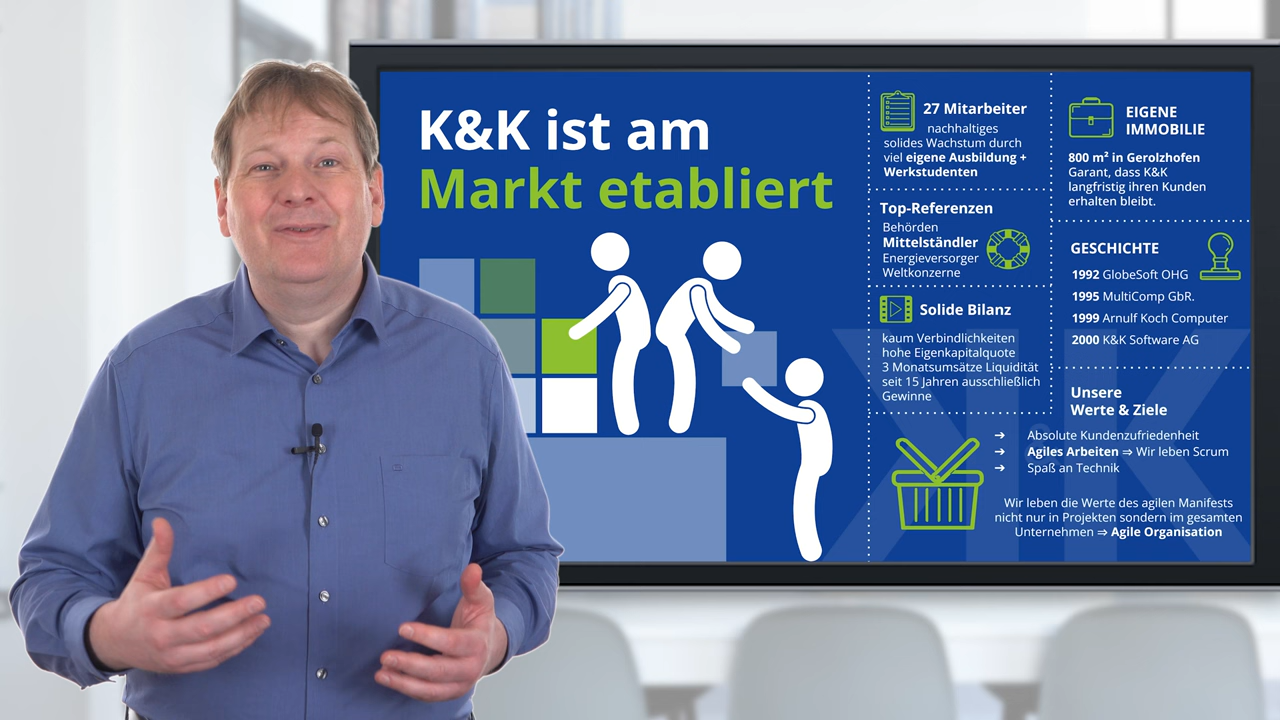 K&K ist am
Markt etabliert
27 Mitarbeiter
nachhaltiges
solides Wachstum durch
viel eigene Ausbildung +
Werkstudenten
Top-Referenzen
Behörden
Mittelständler
Energieversorger
Weltkonzerne
Solide Bilanz
kaum Verbindlichkeiten
hohe Eigenkapitalquote
3 Monatsumsätze Liquidität
seit 15 Jahren ausschließlich
Gewinne
EIGENE
IMMOBILIE
800 m² in Gerolzhofen
Garant, dass K&K
langfristig ihren Kunden
erhalten bleibt.
GESCHICHTE
1992 GlobeSoft OHG
1995 MultiComp GbR.
1999 Arnulf Koch Computer
2000 K&K Software AG
Unsere
Werte & Ziele
➔ Absolute Kundenzufriedenheit
➔ Agiles Arbeiten ⇒ Wir leben Scrum
➔ Spaß an Technik
Wir leben die Werte des agilen Manifests
nicht nur in Projekten sondern im gesamten
Unternehmen ⇒ Agile Organisation